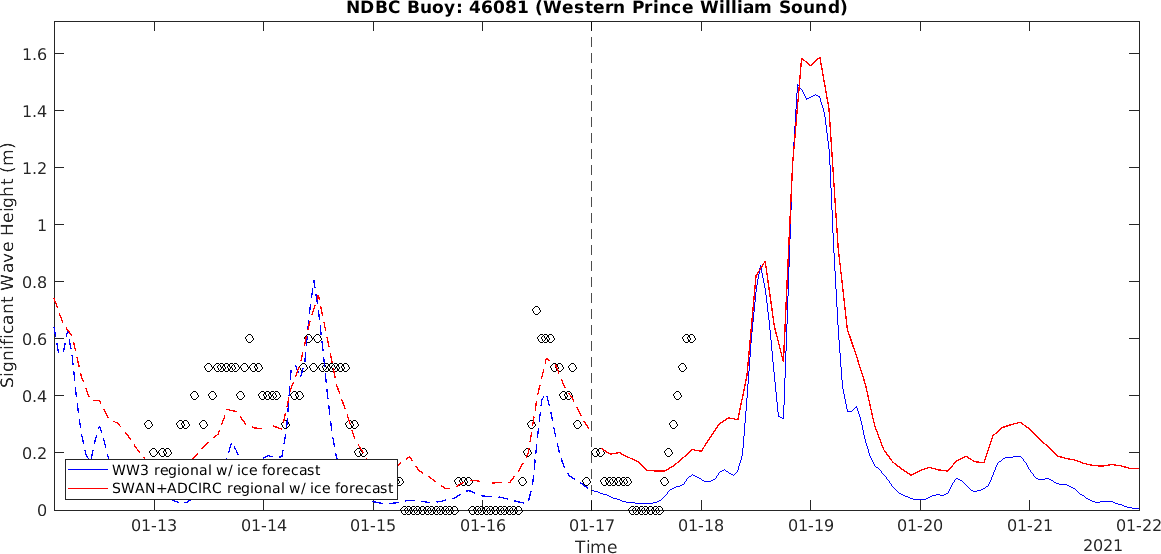 NDBC Buoy: 46081 (Western Prince William Sound)
Significant Wave Height (m)
1.6
1.4
1.2
1
0.8
0.6
0.4
0.2
0
WW3 regional w/ ice forecast
SWAN+ADCIRC regional w/ ice forecast
01-13 01-14 01-15 01-16 01-17 01-18 01-19 01-20 01-21 01-22
Time
2021